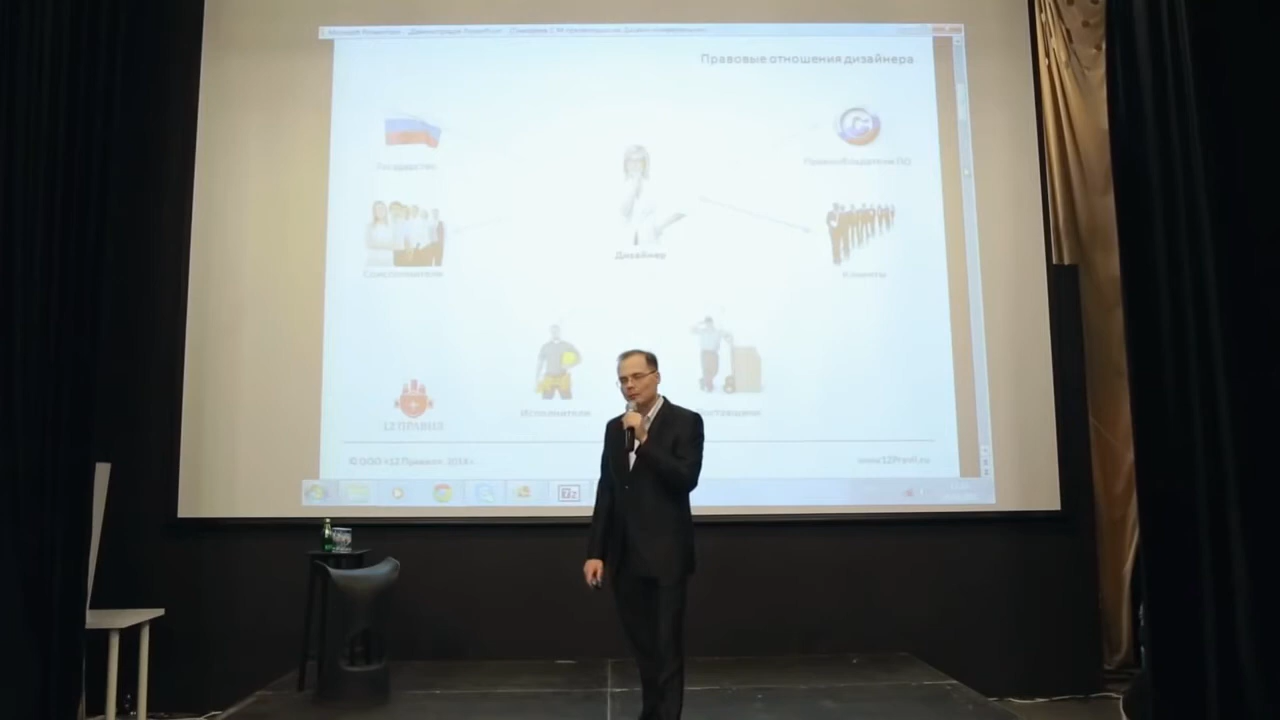 Правовые отношения дизайнера
Государство
Правообладатели ПО
Соисполнители
Дизайнер
Клиенты
Исполнители
Поставщики
12 ПРАВИЛ
© ООО «12 Правил», 2014 г.
www.12Pravil.ru